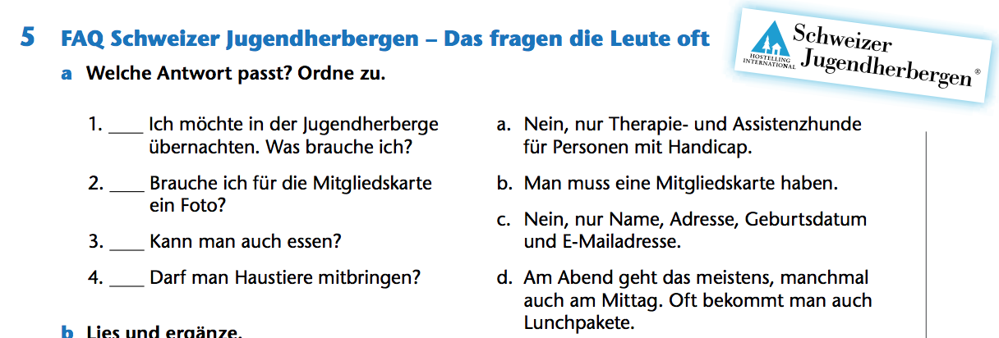 5 FAQ Schweizer Jugendherbergen – Das fragen die Leute oft
HOSTELLING
INTERNATIONAL
Schweizer
Jugendherbergen®
a Welche Antwort passt? Ordne zu.
1. ____ Ich möchte in der Jugendherberge
übernachten. Was brauche ich?
2. ____ Brauche ich für die Mitgliedskarte
ein Foto?
3. ____ Kann man auch essen?
4. ____ Darf man Haustiere mitbringen?
a. Nein, nur Therapie- und Assistenzhunde
für Personen mit Handicap.
b. Man muss eine Mitgliedskarte haben.
c. Nein, nur Name, Adresse, Geburtsdatum
und E-Mailadresse.
d. Am Abend geht das meistens, manchmal
auch am Mittag. Oft bekommt man auch
Lunchpakete.
b Lies und ergänze.